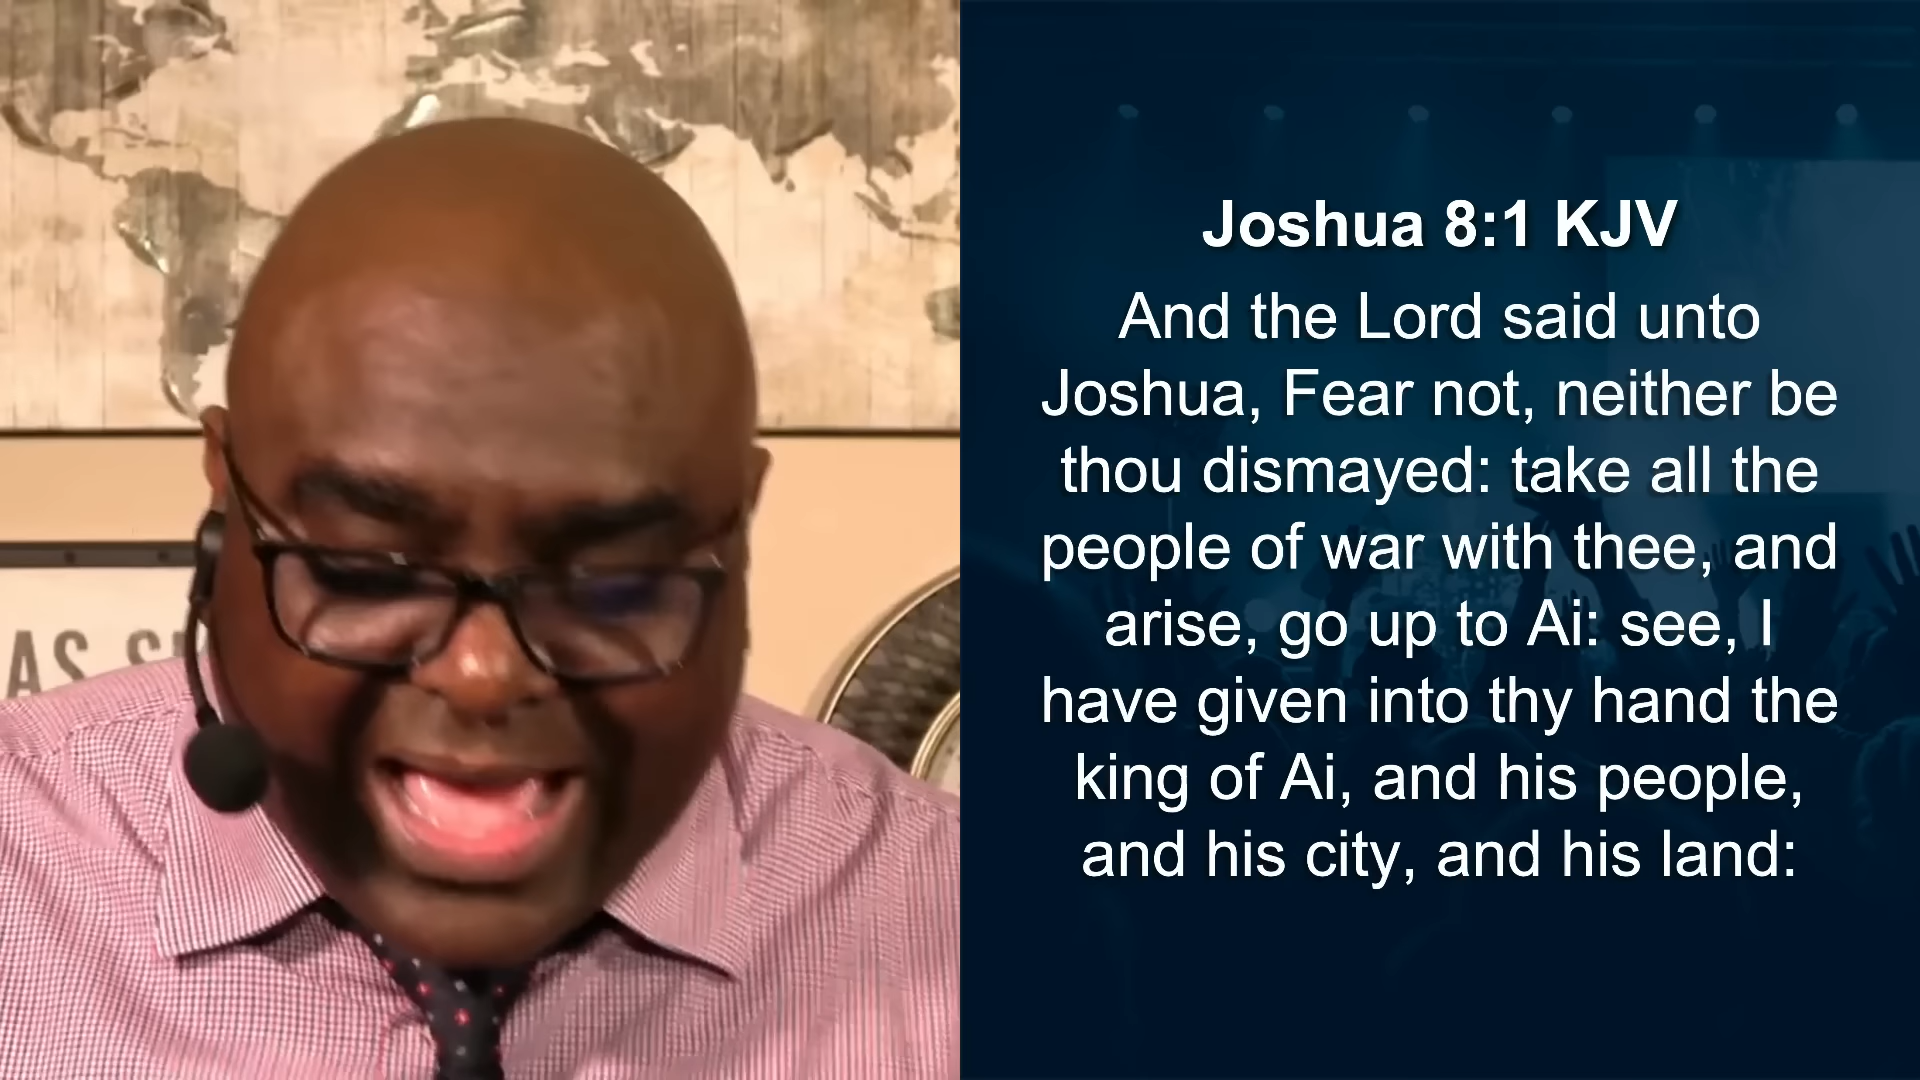 Joshua 8:1 KJV
And the Lord said unto
Joshua, Fear not, neither be
thou dismayed: take all the
people of war with thee, and
arise, go up to Ai: see, I
have given into thy hand the
king of Ai, and his people,
and his city, and his land:
AS